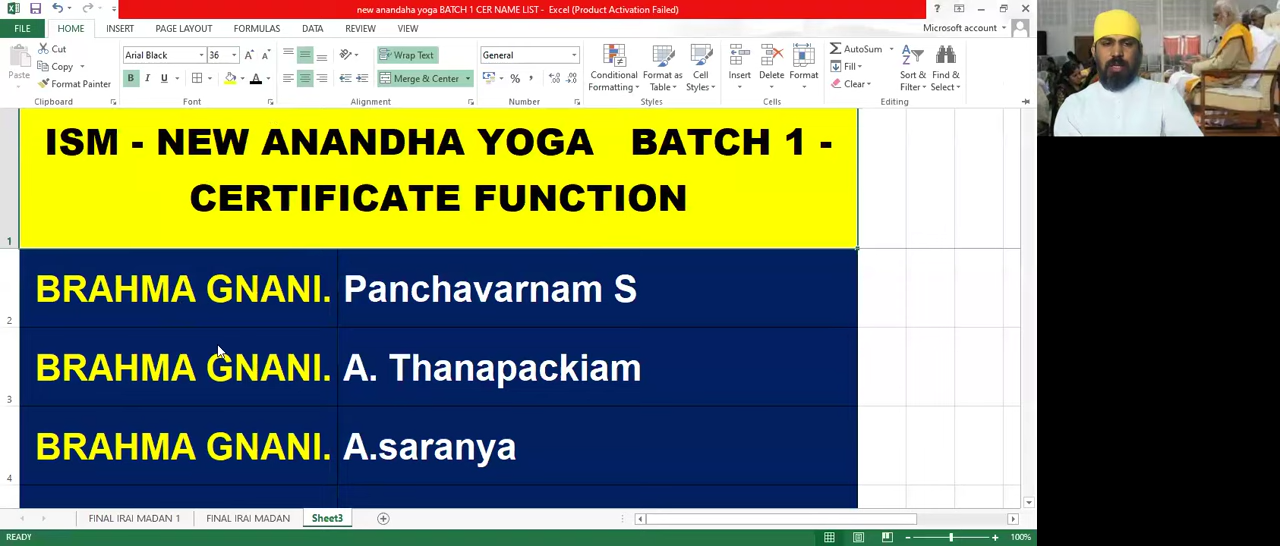 new anandha yoga BATCH 1 CER NAME LIST - Excel (Product Activation Failed)
FILE HOME INSERT PAGE LAYOUT FORMULAS DATA REVIEW VIEW Microsoft account
Paste Cut Copy Format Painter
Arial Black 36 B I U A
Wrap Text
Merge & Center
General
%
Conditional Formatting
Format as Table
Cell Styles
Insert Delete Format
AutoSum
Fill
Clear
Sort & Filter
Find & Select
Clipboard Font Alignment Number Styles Cells Editing
ISM - NEW ANANDHA YOGA BATCH 1 -
CERTIFICATE FUNCTION
1
BRAHMA GNANI. Panchavarnam S
2
BRAHMA GNANI. A. Thanapackiam
3
BRAHMA GNANI. A.saranya
4
FINAL IRAI MADAN 1 FINAL IRAI MADAN Sheet3
READY 100%